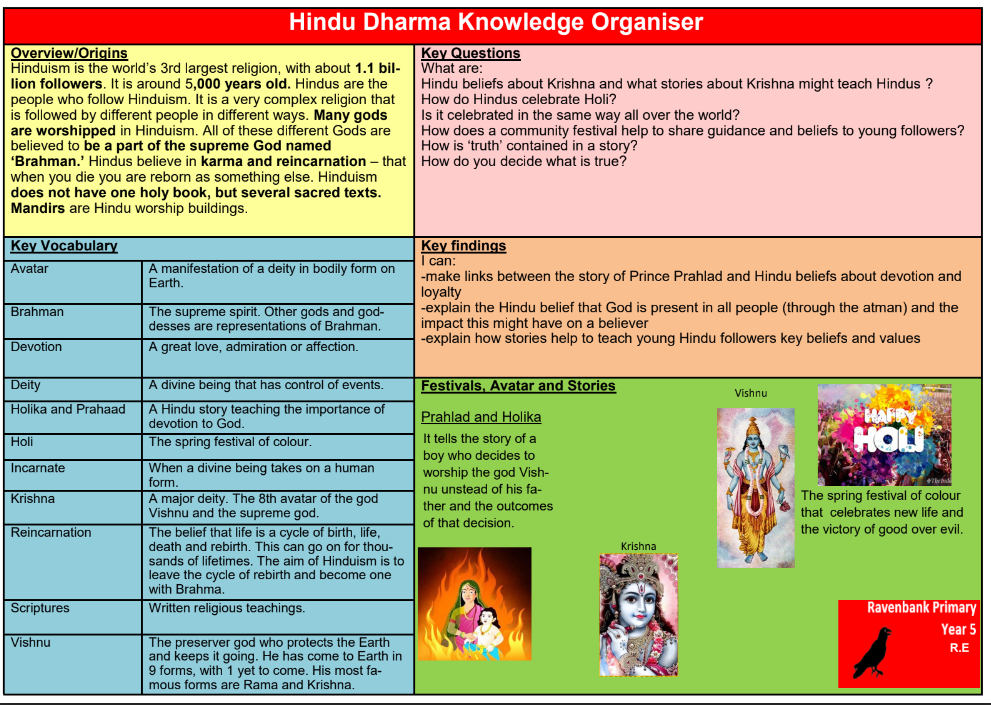 Hindu Dharma Knowledge Organiser
Overview/Origins
Hinduism is the world's 3rd largest religion, with about 1.1 bil-
lion followers. It is around 5,000 years old. Hindus are the
people who follow Hinduism. It is a very complex religion that
is followed by different people in different ways. Many gods
are worshipped in Hinduism. All of these different Gods are
believed to be a part of the supreme God named
‘Brahman.’ Hindus believe in karma and reincarnation – that
when you die you are reborn as something else. Hinduism
does not have one holy book, but several sacred texts.
Mandirs are Hindu worship buildings.
Key Questions
What are:
Hindu beliefs about Krishna and what stories about Krishna might teach Hindus ?
How do Hindus celebrate Holi?
Is it celebrated in the same way all over the world?
How does a community festival help to share guidance and beliefs to young followers?
How is ‘truth’ contained in a story?
How do you decide what is true?
Key Vocabulary
Avatar
A manifestation of a deity in bodily form on
Earth.
Brahman
The supreme spirit. Other gods and god-
desses are representations of Brahman.
Devotion
A great love, admiration or affection.
Deity
A divine being that has control of events.
Holika and Prahaad
A Hindu story teaching the importance of
devotion to God.
Holi
The spring festival of colour.
Incarnate
When a divine being takes on a human
form.
Krishna
A major deity. The 8th avatar of the god
Vishnu and the supreme god.
Reincarnation
The belief that life is a cycle of birth, life,
death and rebirth. This can go on for thou-
sands of lifetimes. The aim of Hinduism is to
leave the cycle of rebirth and become one
with Brahma.
Scriptures
Written religious teachings.
Vishnu
The preserver god who protects the Earth
and keeps it going. He has come to Earth in
9 forms, with 1 yet to come. His most fa-
mous forms are Rama and Krishna.
Key findings
I can:
-make links between the story of Prince Prahlad and Hindu beliefs about devotion and
loyalty
-explain the Hindu belief that God is present in all people (through the atman) and the
impact this might have on a believer
-explain how stories help to teach young Hindu followers key beliefs and values
Festivals, Avatar and Stories
Prahlad and Holika
It tells the story of a
boy who decides to
worship the god Vish-
nu unstead of his fa-
ther and the outcomes
of that decision.
Krishna
Vishnu
HAPPY
HOLI
The spring festival of colour
that celebrates new life and
the victory of good over evil.
Ravenbank Primary
Year 5
R.E